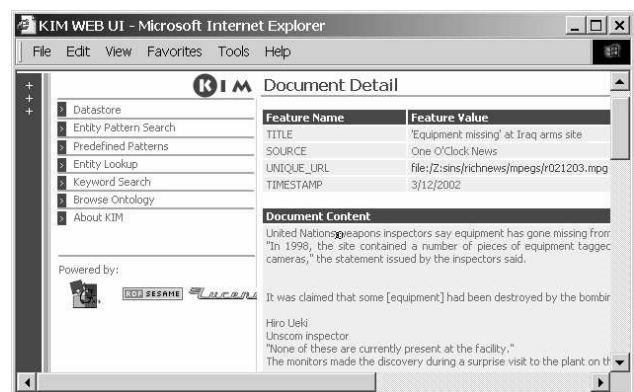 KIM WEB UI - Microsoft Internet Explorer
File Edit View Favorites Tools Help
KIM
Datastore
Entity Pattern Search
Predefined Patterns
Entity Lookup
Keyword Search
Browse Ontology
About KIM
Powered by:
RDF SESAME
Document Detail
Feature Name Feature Value
TITLE 'Equipment missing' at Iraq arms site
SOURCE One O'Clock News
UNIQUE_URL file:/Z:sins/richnews/mpegs/r021203.mpg
TIMESTAMP 3/12/2002
Document Content
United Nations weapons inspectors say equipment has gone missing from
"In 1998, the site contained a number of pieces of equipment tagged
cameras," the statement issued by the inspectors said.
It was claimed that some [equipment] had been destroyed by the bombin
Hiro Ueki
Unscom inspector
"None of these are currently present at the facility."
The monitors made the discovery during a surprise visit to the plant on th